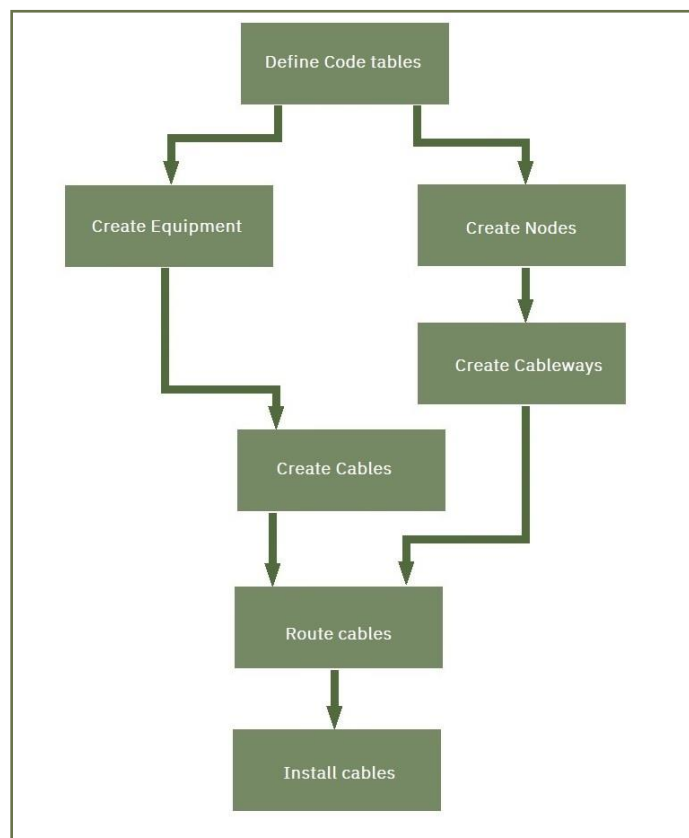 Define Code tables
Create Equipment
Create Nodes
Create Cableways
Create Cables
Route cables
Install cables